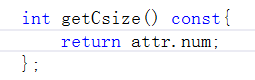 int getCsize() const{
    return attr.num;
};